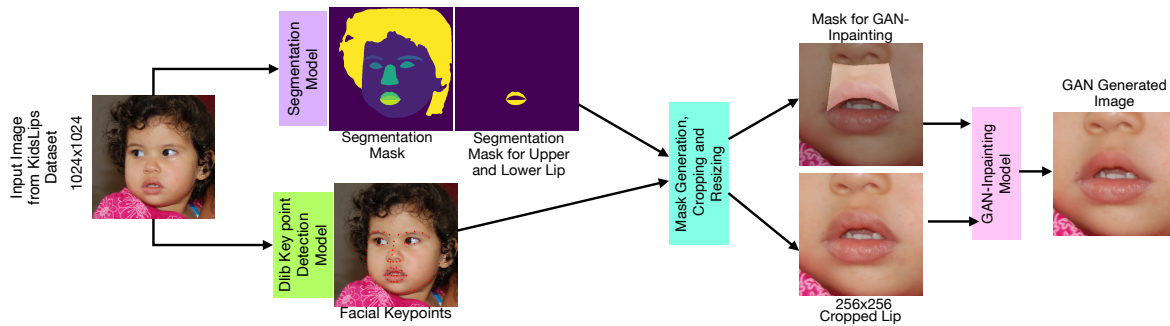 Input Image
from KidsLips
Dataset
1024x1024
Segmentation
Model
Segmentation
Mask
Segmentation
Mask for Upper
and Lower Lip
Dlib Key point
Detection
Model
Facial Keypoints
Mask Generation,
Cropping and
Resizing
Mask for GAN-
Inpainting
256x256
Cropped Lip
GAN-Inpainting
Model
GAN Generated
Image